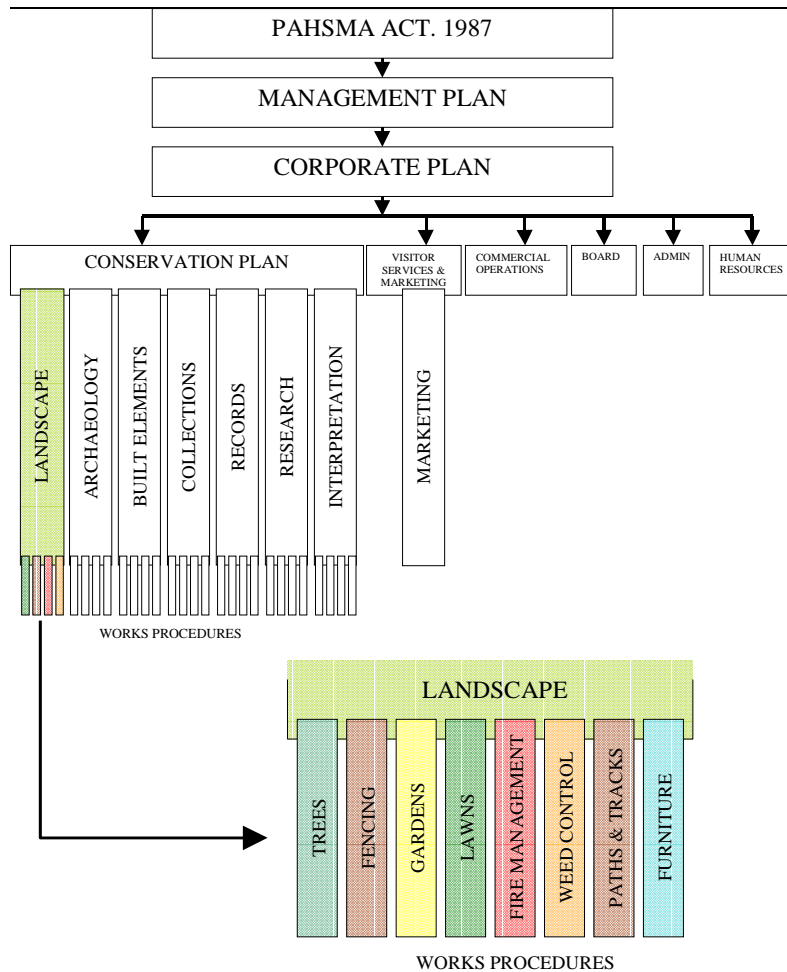 PAHSMA ACT. 1987
MANAGEMENT PLAN
CORPORATE PLAN
CONSERVATION PLAN
VISITOR
SERVICES &
MARKETING
COMMERCIAL
OPERATIONS
BOARD
ADMIN
HUMAN
RESOURCES
LANDSCAPE
ARCHAEOLOGY
BUILT ELEMENTS
COLLECTIONS
RECORDS
RESEARCH
INTERPRETATION
MARKETING
WORKS PROCEDURES
LANDSCAPE
TREES
FENCING
GARDENS
LAWNS
FIRE MANAGEMENT
WEED CONTROL
PATHS & TRACKS
FURNITURE
WORKS PROCEDURES